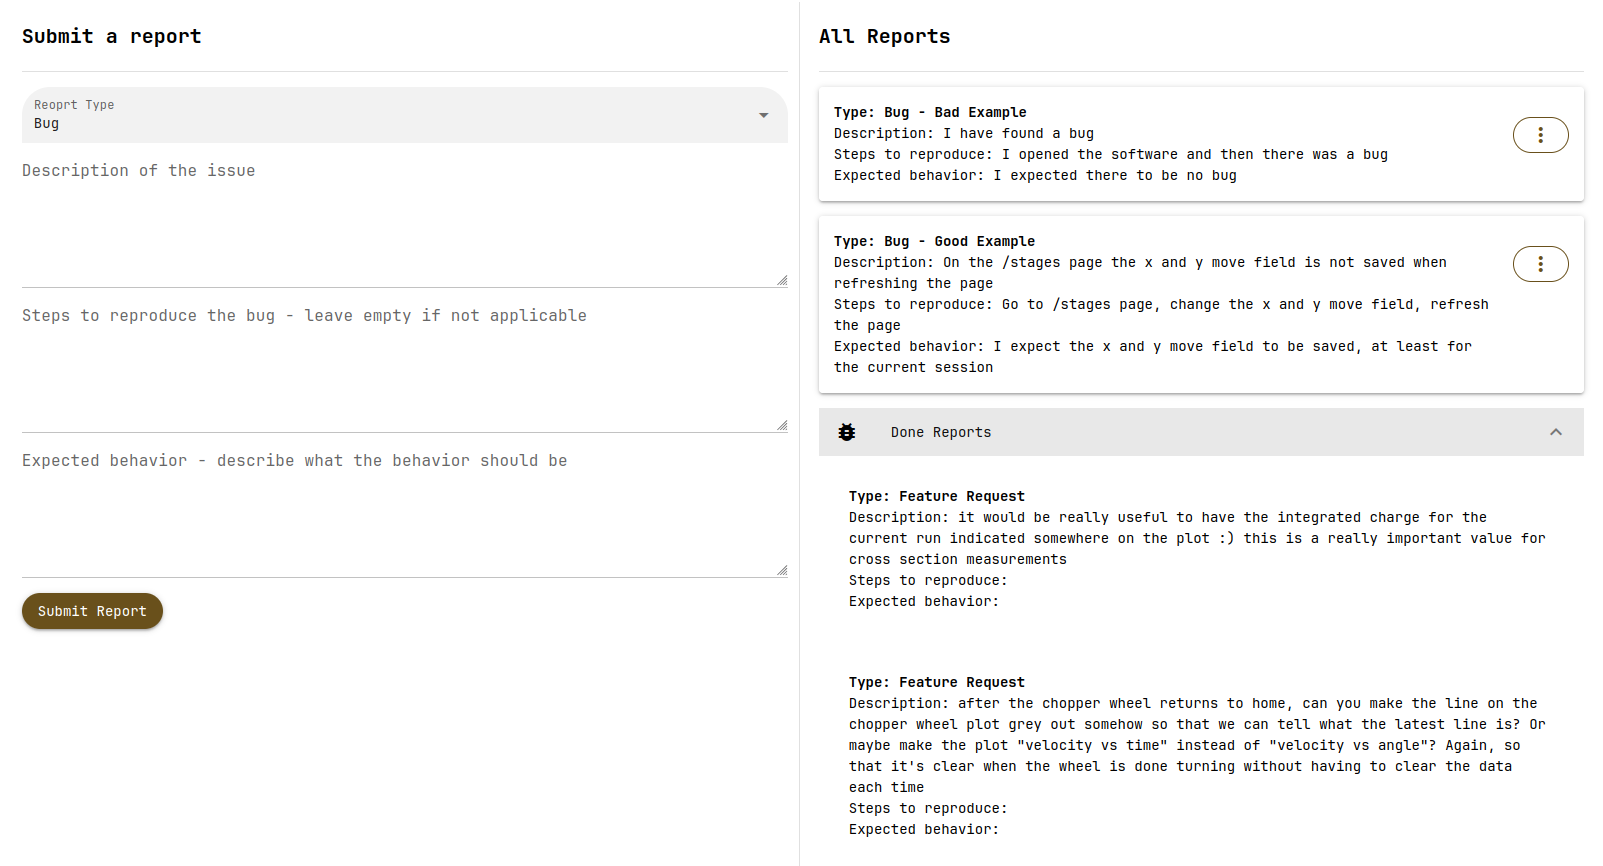 Submit a report
Reoprt Type
Bug
Description of the issue
Steps to reproduce the bug - leave empty if not applicable
Expected behavior - describe what the behavior should be
Submit Report
All Reports
Type: Bug - Bad Example
Description: I have found a bug
Steps to reproduce: I opened the software and then there was a bug
Expected behavior: I expected there to be no bug
Type: Bug - Good Example
Description: On the /stages page the x and y move field is not saved when
refreshing the page
Steps to reproduce: Go to /stages page, change the x and y move field, refresh
the page
Expected behavior: I expect the x and y move field to be saved, at least for
the current session
Done Reports
Type: Feature Request
Description: it would be really useful to have the integrated charge for the
current run indicated somewhere on the plot :) this is a really important value for
cross section measurements
Steps to reproduce:
Expected behavior:
Type: Feature Request
Description: after the chopper wheel returns to home, can you make the line on the
chopper wheel plot grey out somehow so that we can tell what the latest line is? Or
maybe make the plot "velocity vs time" instead of "velocity vs angle"? Again, so
that it's clear when the wheel is done turning without having to clear the data
each time
Steps to reproduce:
Expected behavior: